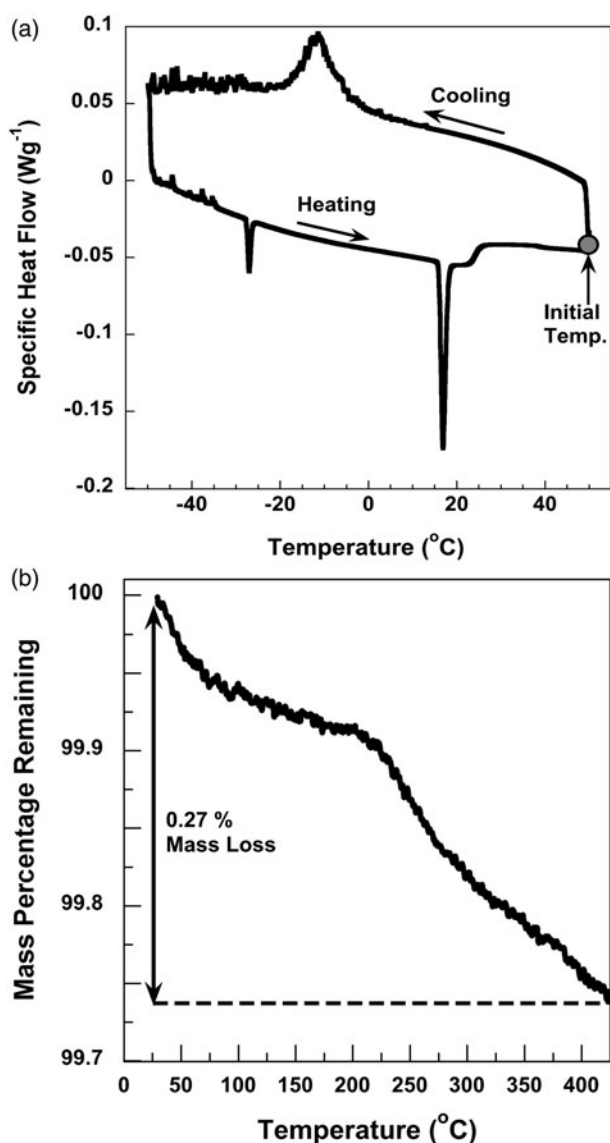 (a)
0.1
0.05
0
-0.05
-0.1
-0.15
-0.2
Specific Heat Flow (Wg-1)
Cooling
Heating
Initial
Temp.
-40
-20
0
20
40
Temperature (oC)
(b)
100
99.9
99.8
99.7
Mass Percentage Remaining
0.27 %
Mass Loss
0
50
100
150
200
250
300
350
400
Temperature (oC)